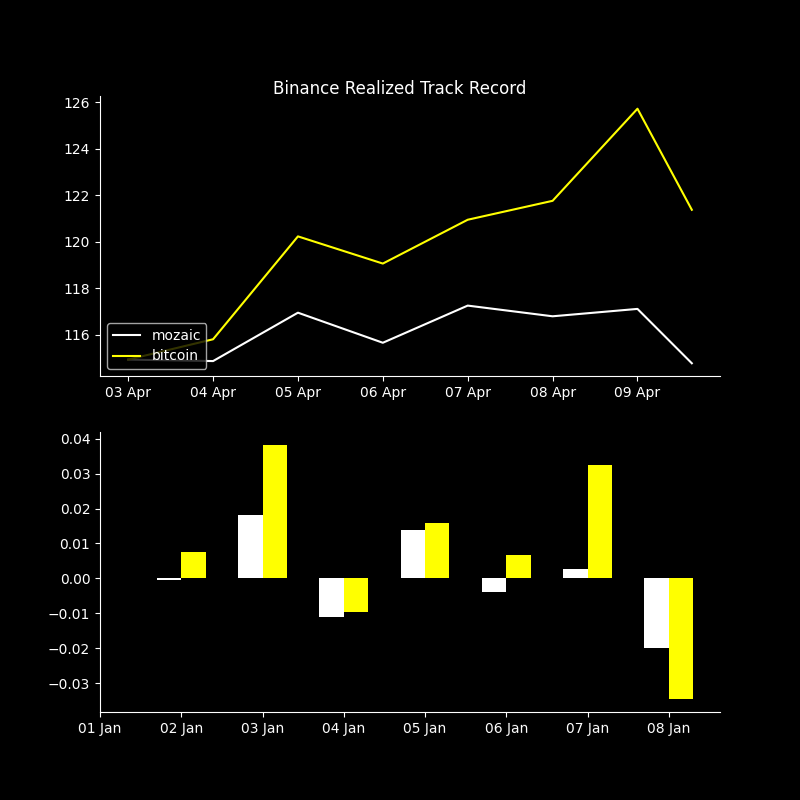 Binance Realized Track Record
126
124
122
120
118
116
mozaic
bitcoin
03 Apr 04 Apr 05 Apr 06 Apr 07 Apr 08 Apr 09 Apr
0.04
0.03
0.02
0.01
0.00
−0.01
−0.02
−0.03
01 Jan 02 Jan 03 Jan 04 Jan 05 Jan 06 Jan 07 Jan 08 Jan